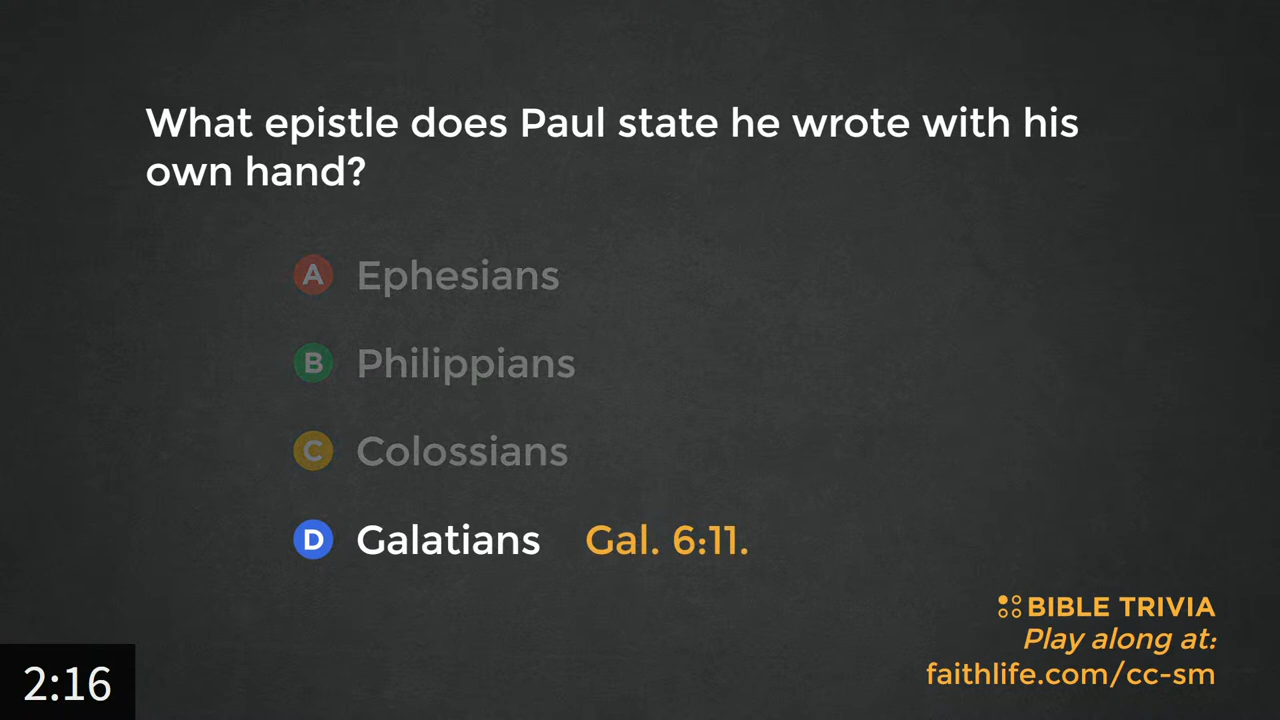 What epistle does Paul state he wrote with his
own hand?
A Ephesians
B Philippians
C Colossians
D Galatians Gal. 6:11.
BIBLE TRIVIA
Play along at:
faithlife.com/cc-sm
2:16